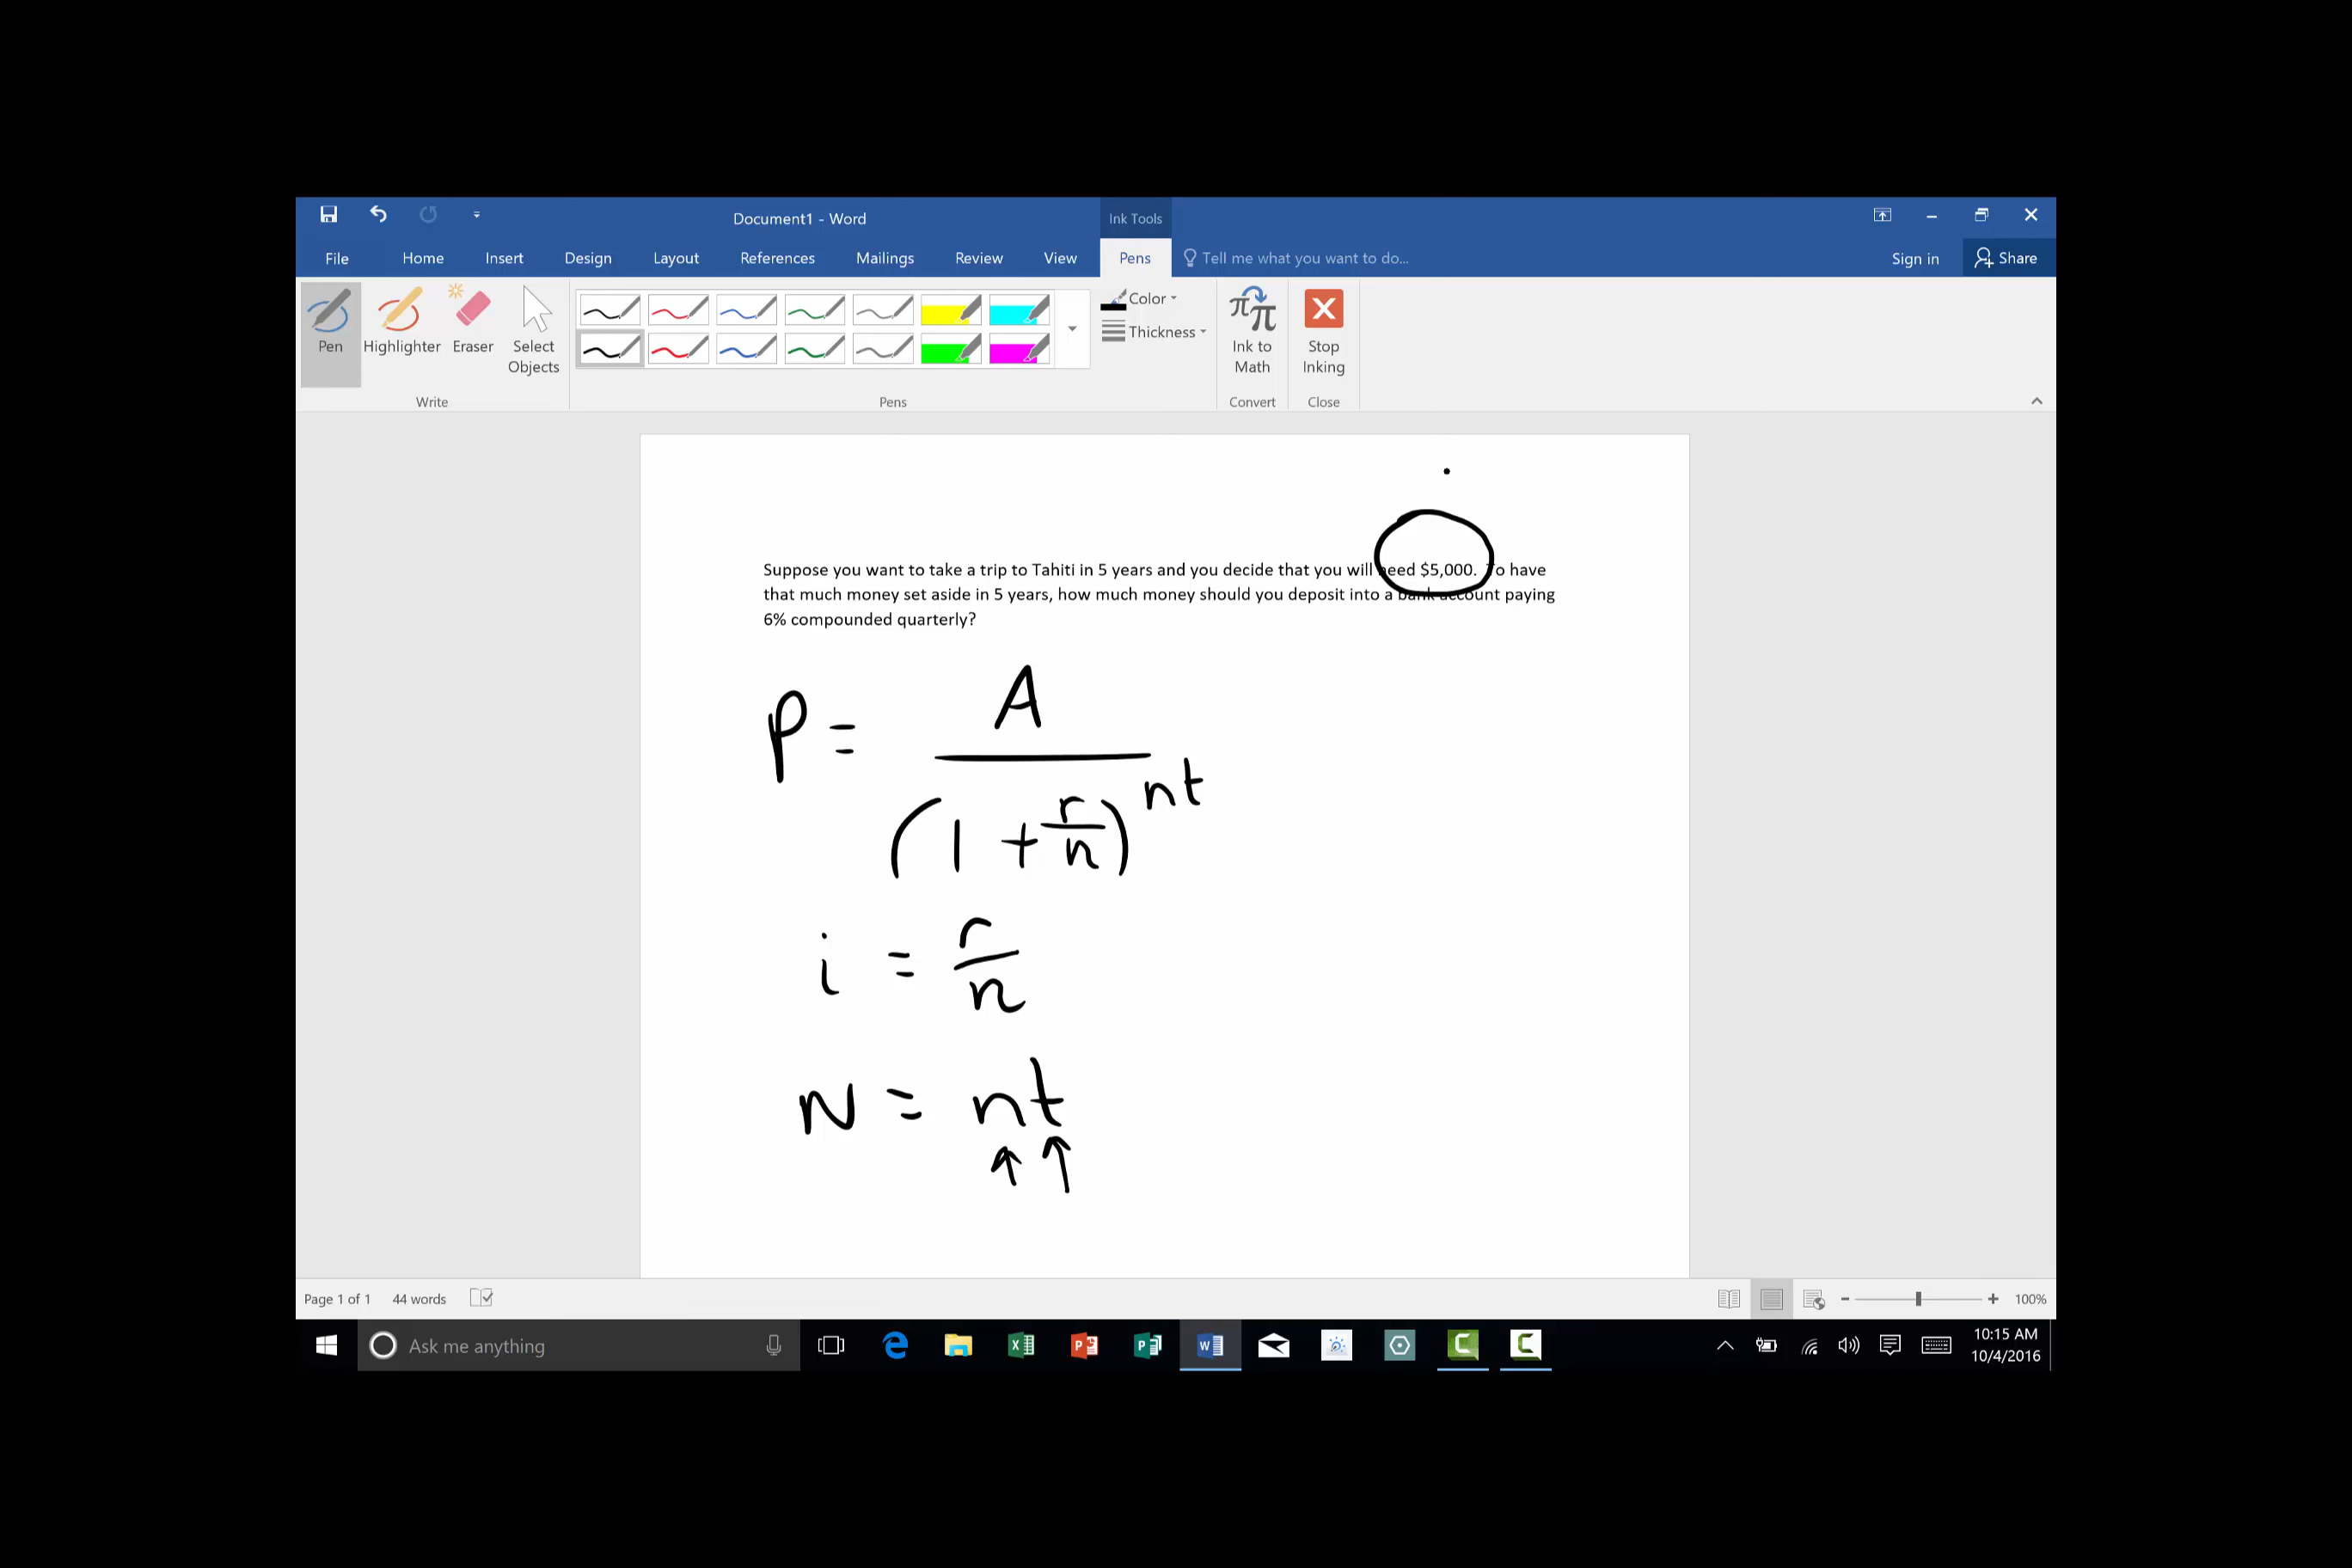 Document1 - Word
Ink Tools
File Home Insert Design Layout References Mailings Review View Pens Tell me what you want to do... Sign in Share
Pen Highlighter Eraser Select Objects
Color
Thickness
Ink to Math
Stop Inking
Write Pens Convert Close
Suppose you want to take a trip to Tahiti in 5 years and you decide that you will need $5,000. To have
that much money set aside in 5 years, how much money should you deposit into a bank account paying
6% compounded quarterly?
P = A / (1 + r/n)^nt
i = r/n
N = nt
Page 1 of 1 44 words 100%
Ask me anything
10:15 AM
10/4/2016